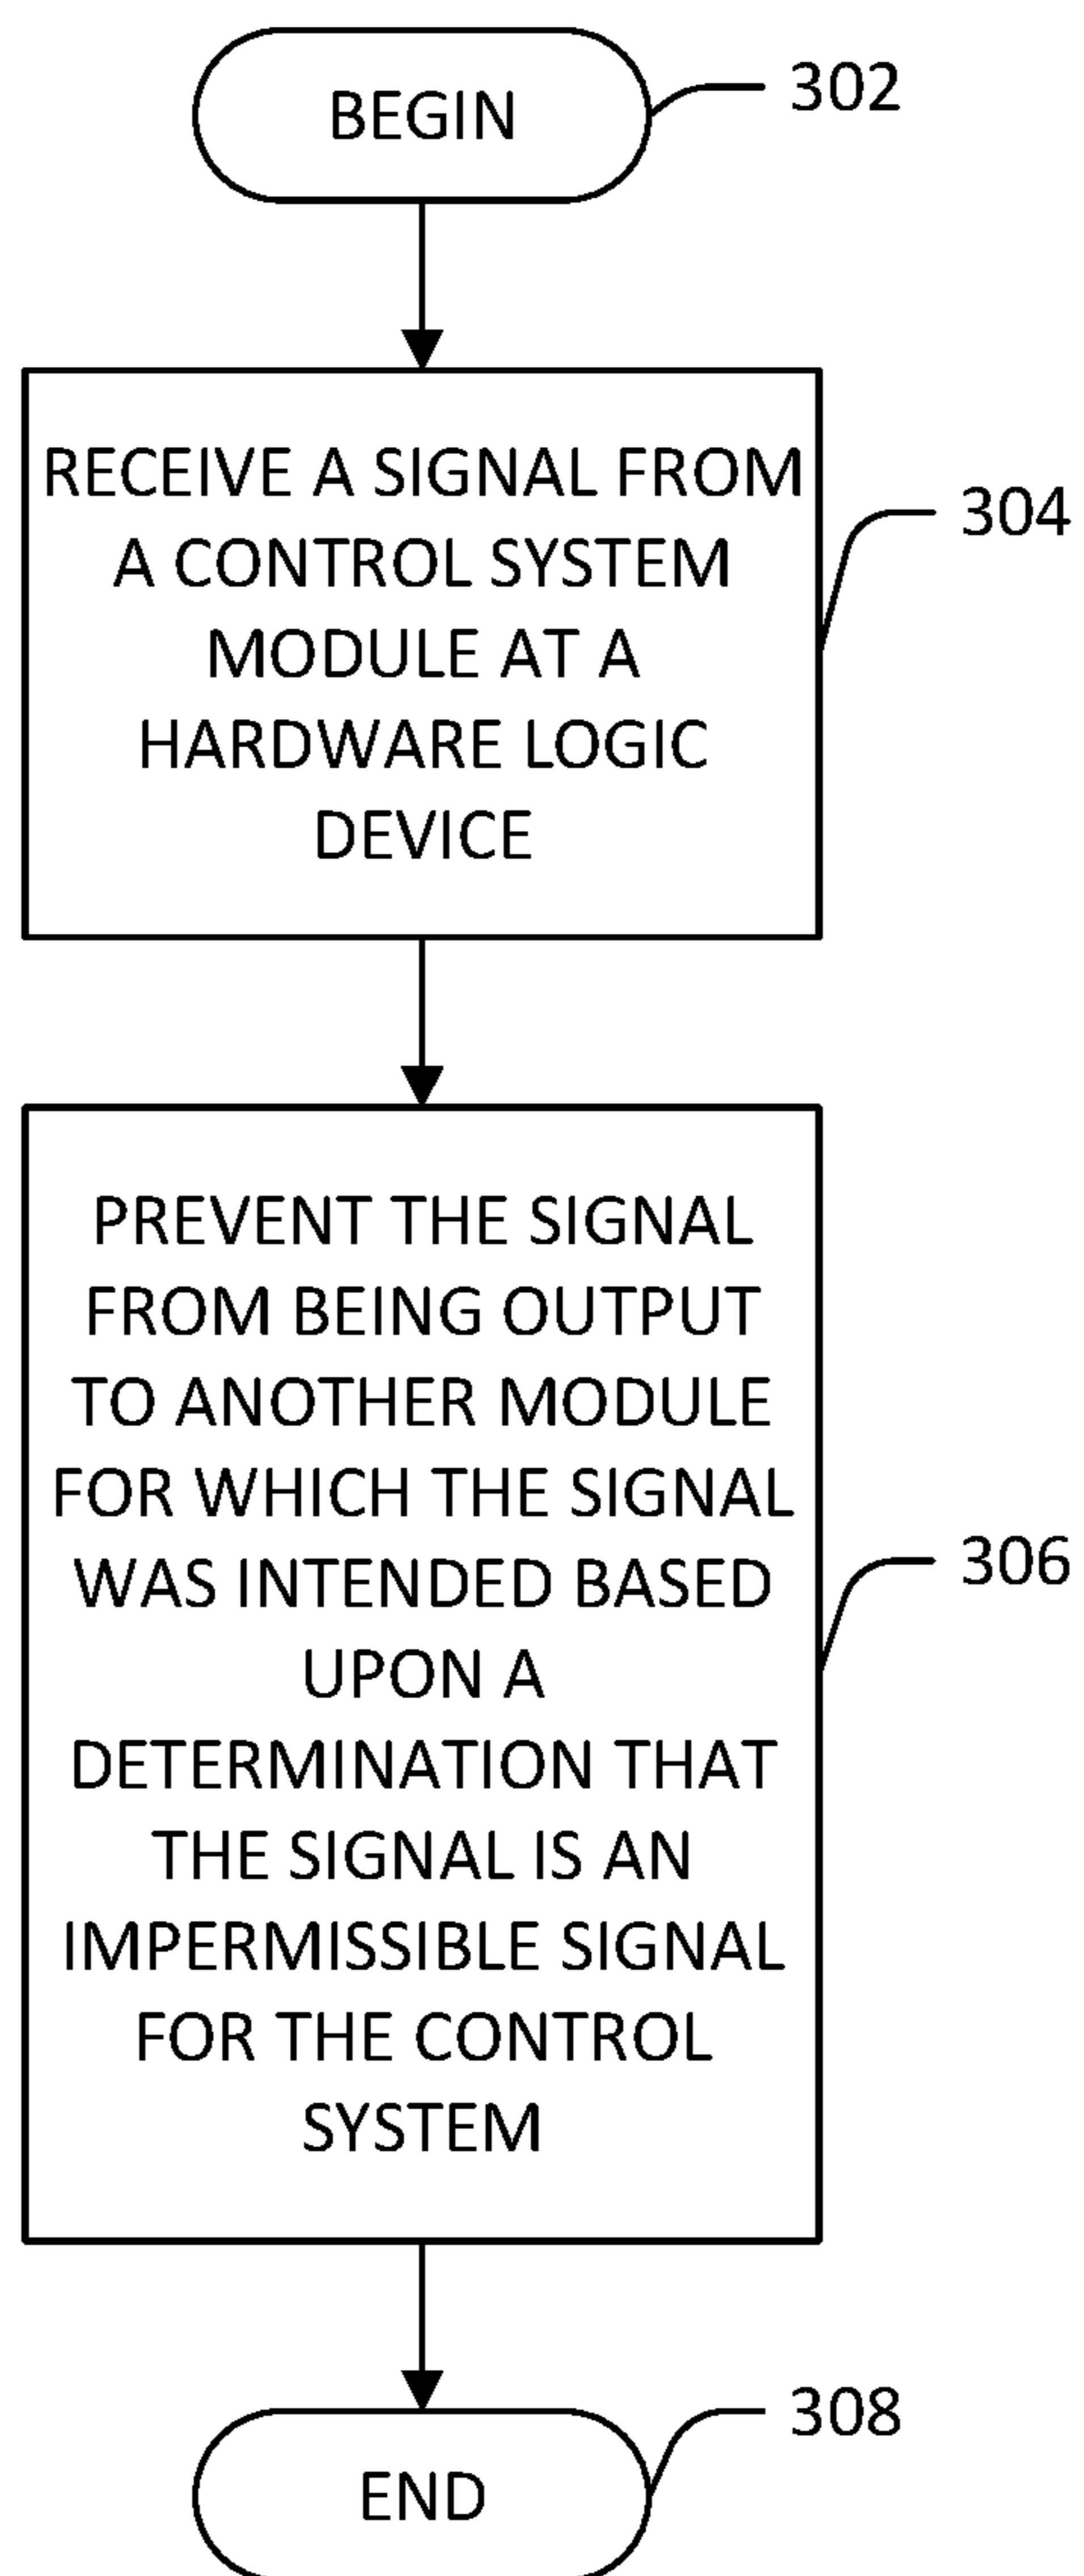 BEGIN
302
RECEIVE A SIGNAL FROM
A CONTROL SYSTEM
MODULE AT A
HARDWARE LOGIC
DEVICE
304
PREVENT THE SIGNAL
FROM BEING OUTPUT
TO ANOTHER MODULE
FOR WHICH THE SIGNAL
WAS INTENDED BASED
UPON A
DETERMINATION THAT
THE SIGNAL IS AN
IMPERMISSIBLE SIGNAL
FOR THE CONTROL
SYSTEM
306
END
308